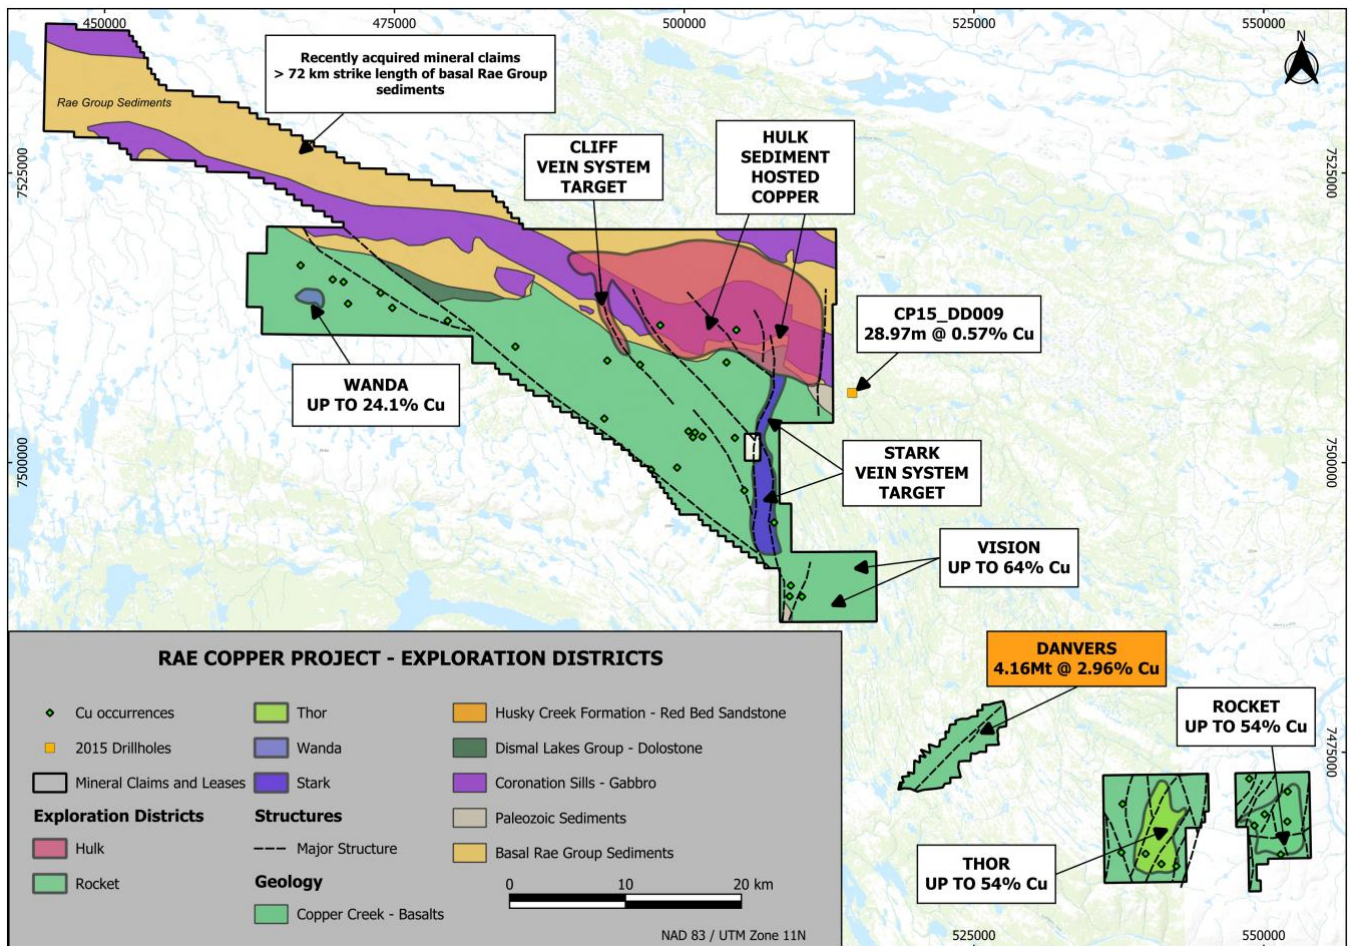 450000
475000
500000
525000
550000
N
Recently acquired mineral claims
> 72 km strike length of basal Rae Group
sediments
Rae Group Sediments
CLIFF
VEIN SYSTEM
TARGET
HULK
SEDIMENT
HOSTED
COPPER
7525000
7525000
CP15_DD009
28.97m @ 0.57% Cu
WANDA
UP TO 24.1% Cu
7500000
7500000
STARK
VEIN SYSTEM
TARGET
VISION
UP TO 64% Cu
DANVERS
4.16Mt @ 2.96% Cu
ROCKET
UP TO 54% Cu
7475000
THOR
UP TO 54% Cu
525000
550000
RAE COPPER PROJECT - EXPLORATION DISTRICTS
Cu occurrences
2015 Drillholes
Mineral Claims and Leases
Exploration Districts
Hulk
Rocket
Thor
Wanda
Stark
Structures
Major Structure
Geology
Copper Creek - Basalts
Husky Creek Formation - Red Bed Sandstone
Dismal Lakes Group - Dolostone
Coronation Sills - Gabbro
Paleozoic Sediments
Basal Rae Group Sediments
0 10 20 km
NAD 83 / UTM Zone 11N